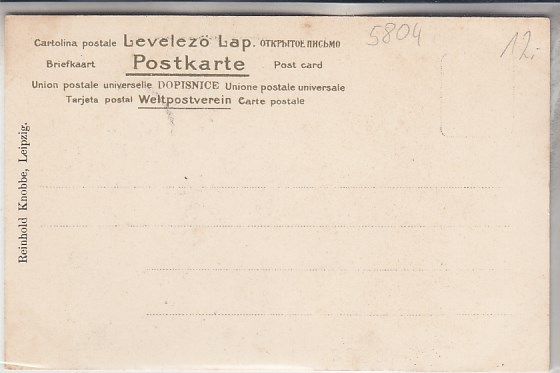 5804
12.-
Cartolina postale Levelezö Lap. ОТКРЫТОЕ ПИСЬМО
Briefkaart Postkarte Post card
Union postale universelle DOPISNICE Unione postale universale
Tarjeta postal Weltpostverein Carte postale
Reinhold Knobbe, Leipzig.